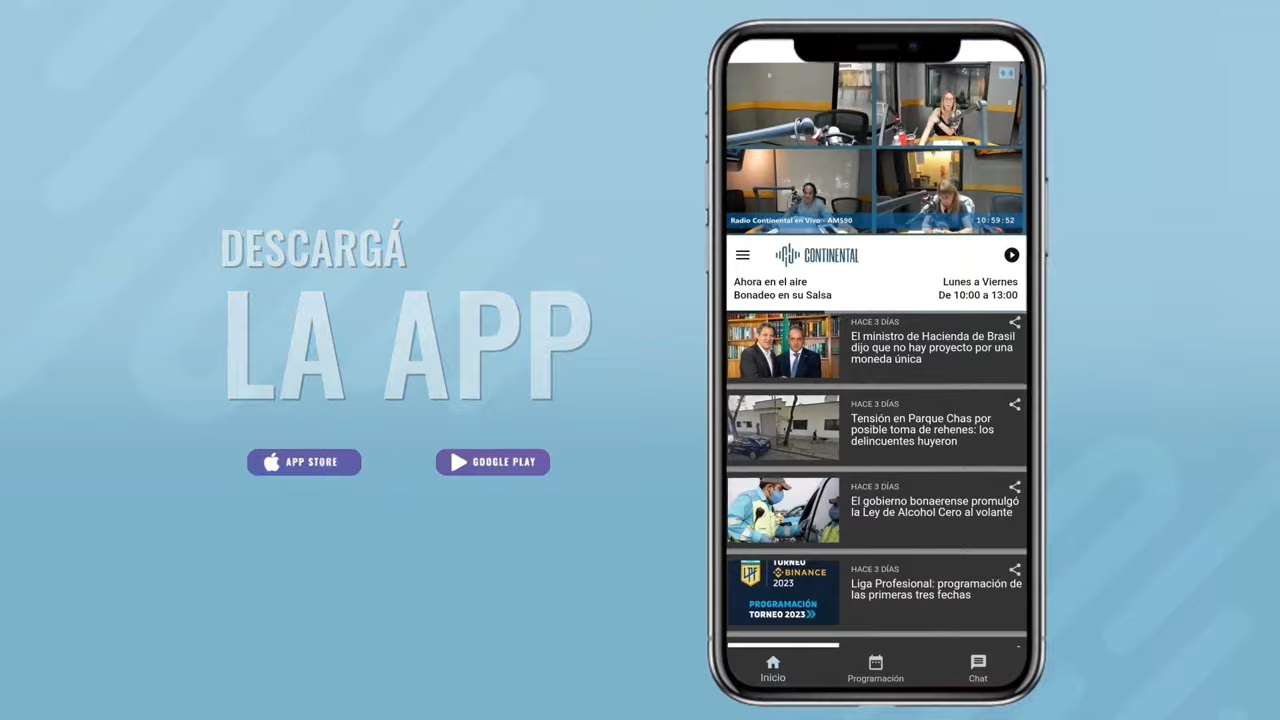 DESCARGÁ
LA APP
APP STORE
GOOGLE PLAY
Radio Continental en Vivo - AM590
10:59:52
CONTINENTAL
Ahora en el aire
Bonadeo en su Salsa
Lunes a Viernes
De 10:00 a 13:00
HACE 3 DÍAS
El ministro de Hacienda de Brasil
dijo que no hay proyecto por una
moneda única
HACE 3 DÍAS
Tensión en Parque Chas por
posible toma de rehenes: los
delincuentes huyeron
HACE 3 DÍAS
El gobierno bonaerense promulgó
la Ley de Alcohol Cero al volante
LPF
TORNEO
BINANCE
2023
PROGRAMACIÓN
TORNEO 2023
HACE 3 DÍAS
Liga Profesional: programación de
las primeras tres fechas
Inicio
Programación
Chat